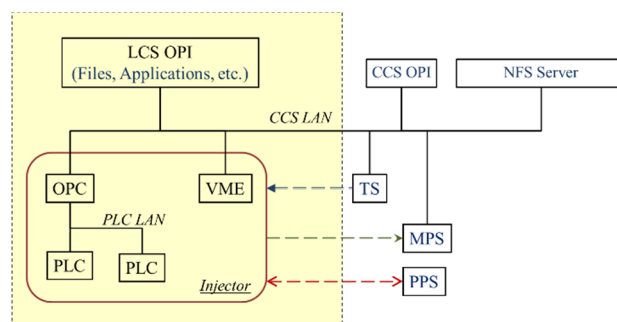 LCS OPI
(Files, Applications, etc.)
CCS OPI
NFS Server
CCS LAN
OPC
VME
TS
PLC LAN
MPS
PLC
PLC
Injector
PPS